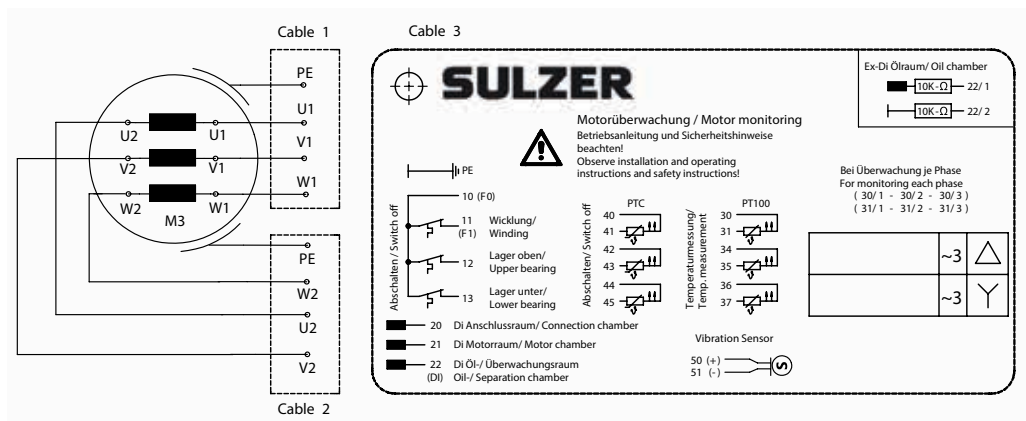 Cable 1
PE
U1
V1
W1
U2
U1
V2
V1
W2
W1
M3
PE
W2
U2
V2
Cable 2
Cable 3
SULZER
Ex-Di Ölraum/ Oil chamber
10K-Ω 22/ 1
10K-Ω 22/ 2
Motorüberwachung / Motor monitoring
Betriebsanleitung und Sicherheitshinweise
beachten!
Observe installation and operating
instructions and safety instructions!
Bei Überwachung je Phase
For monitoring each phase
( 30/ 1 - 30/ 2 - 30/ 3 )
( 31/ 1 - 31/ 2 - 31/ 3 )
PE
Abschalten / Switch off
10 (F0)
11 Wicklung/
(F1) Winding
12 Lager oben/
Upper bearing
13 Lager unter/
Lower bearing
Abschalten / Switch off
PTC
40
41
42
43
44
45
Temperaturmessung/
Temp. measurement
PT100
30
31
34
35
36
37
~3
~3
20 Di Anschlussraum/ Connection chamber
21 Di Motorraum/ Motor chamber
22 Di Öl-/ Überwachungsraum
(DI) Oil-/ Separation chamber
Vibration Sensor
50 (+)
51 (-)
S